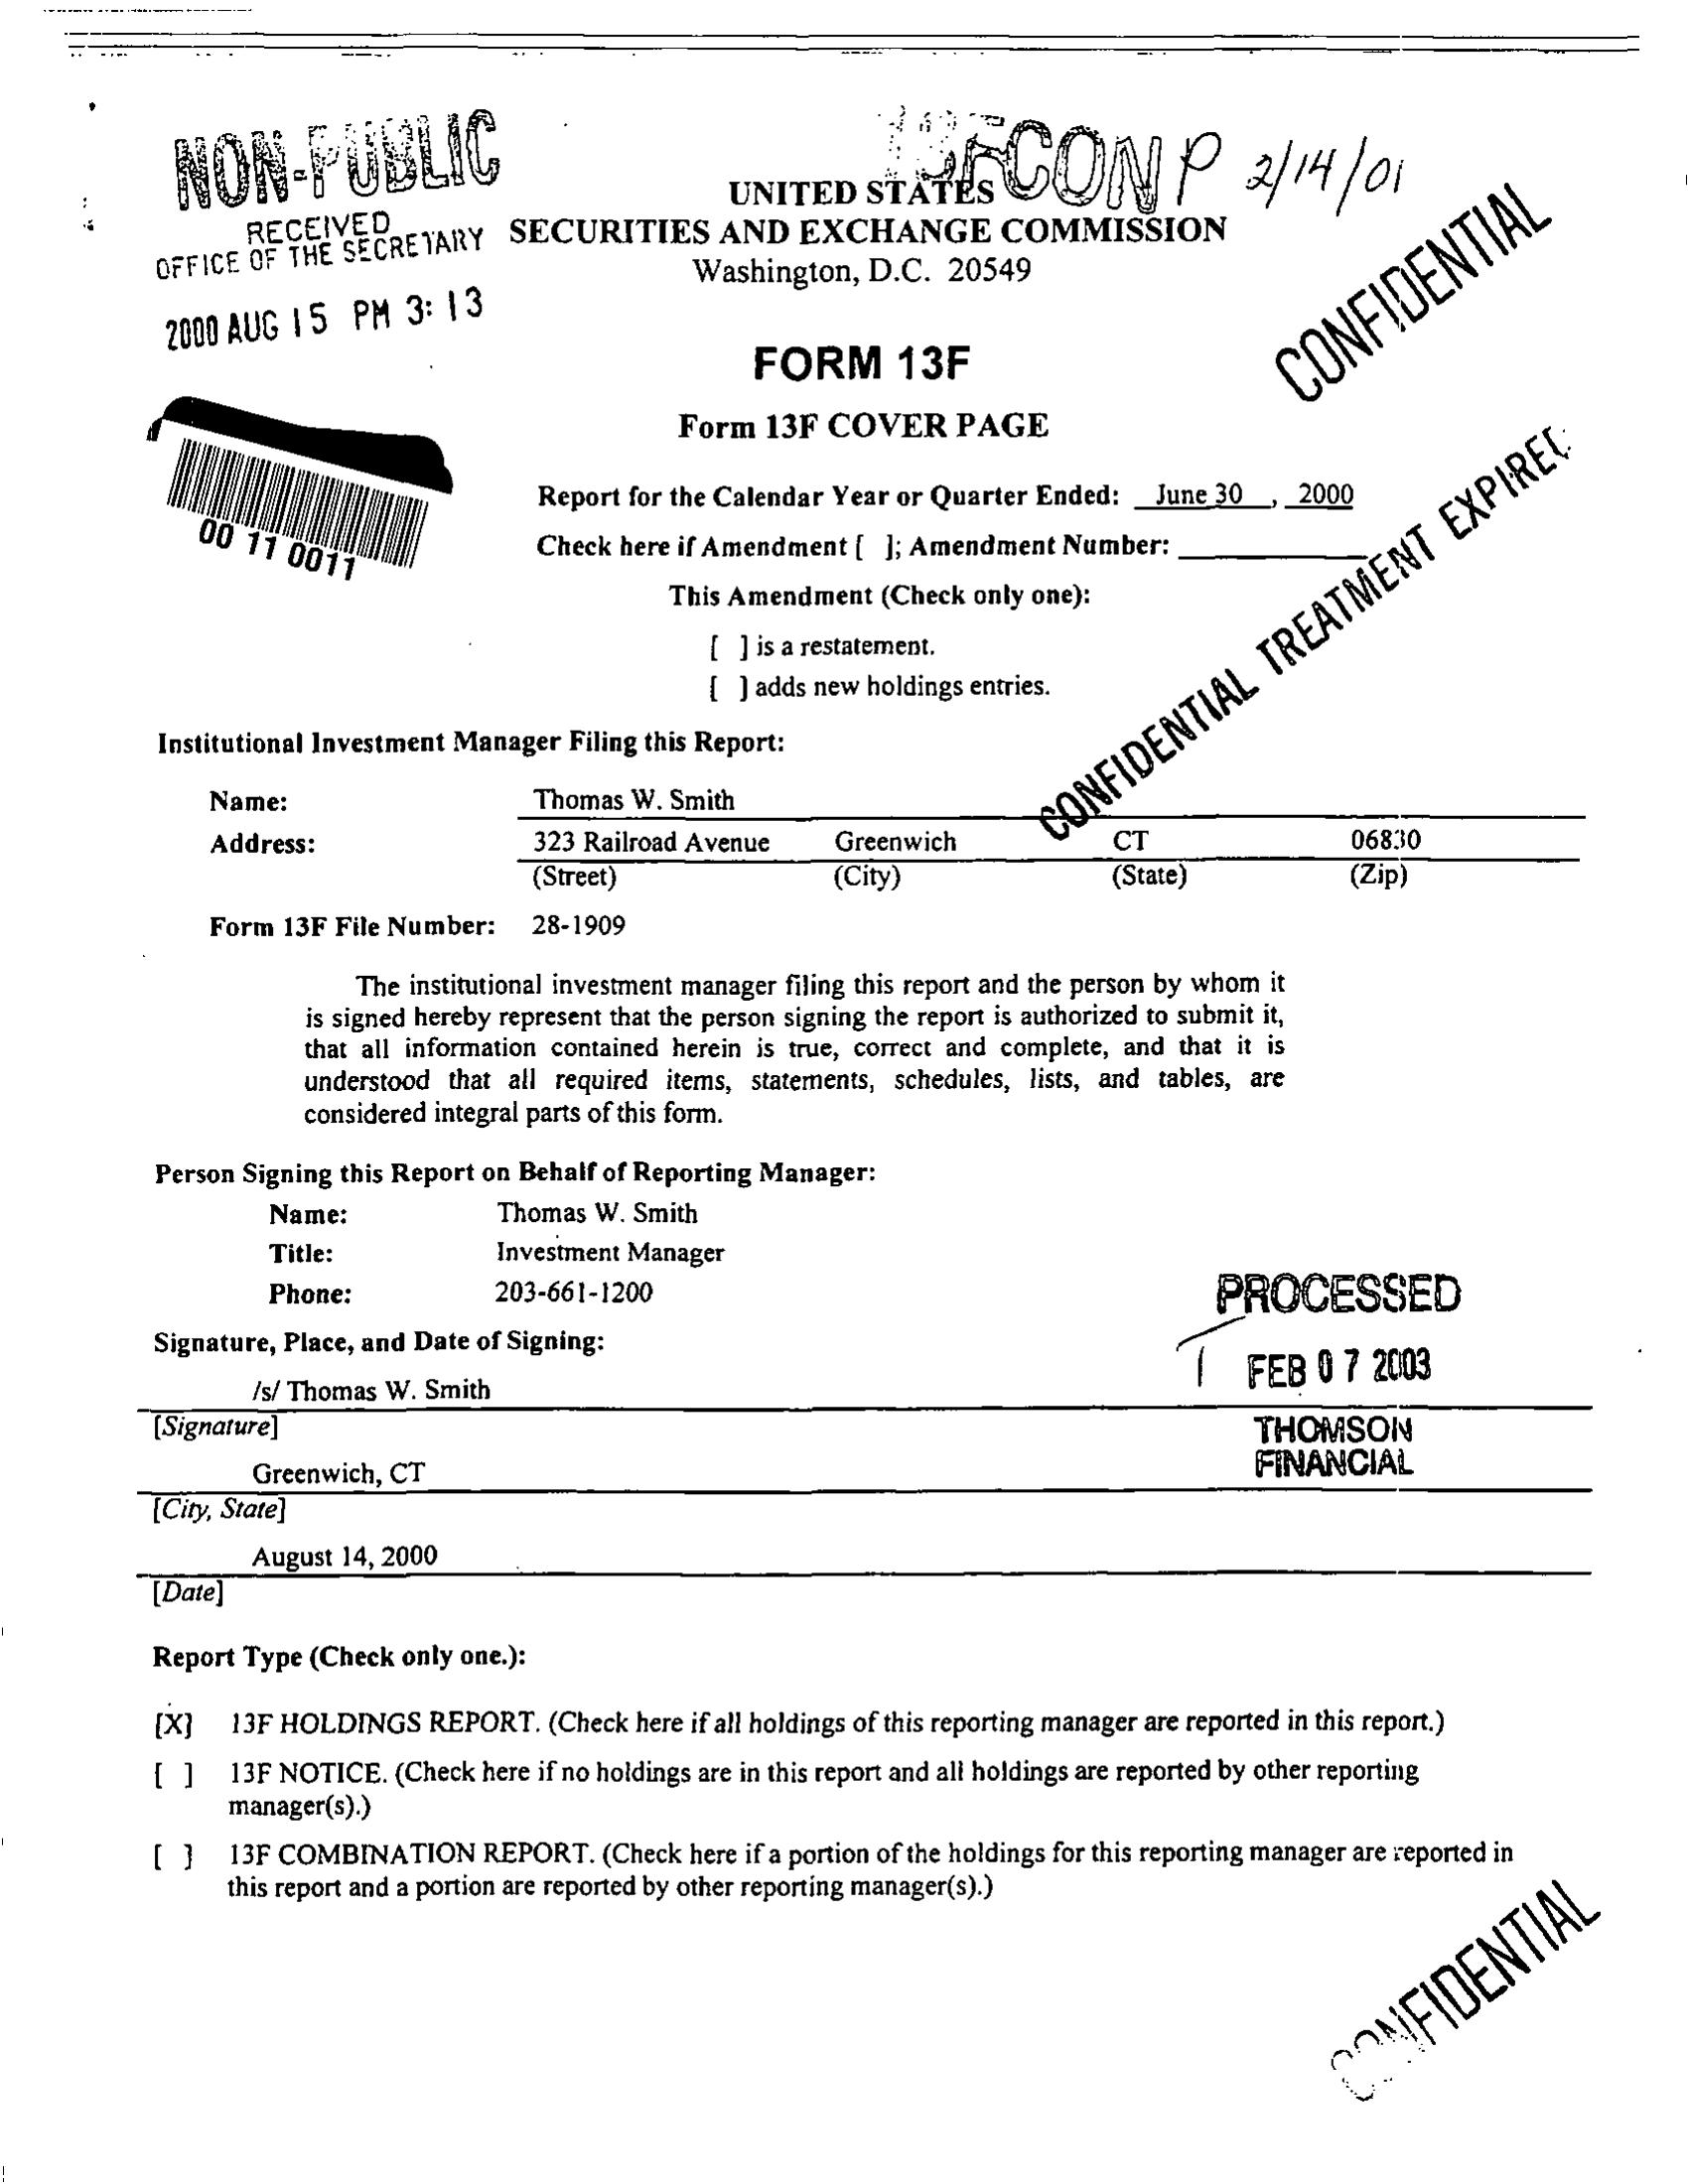 NON-PUBLIC
13FCONP 2/14/01
RECEIVED
OFFICE OF THE SECRETARY
2000 AUG 15 PM 3:13
UNITED STATES
SECURITIES AND EXCHANGE COMMISSION
Washington, D.C. 20549
CONFIDENTIAL
FORM 13F
Form 13F COVER PAGE
00 11 0011
Report for the Calendar Year or Quarter Ended: June 30 , 2000
Check here if Amendment [ ]; Amendment Number:
CONFIDENTIAL TREATMENT EXPIRED
This Amendment (Check only one):
[ ] is a restatement.
[ ] adds new holdings entries.
Institutional Investment Manager Filing this Report:
Name: Thomas W. Smith
Address: 323 Railroad Avenue Greenwich CT 06830
(Street) (City) (State) (Zip)
Form 13F File Number: 28-1909
The institutional investment manager filing this report and the person by whom it
is signed hereby represent that the person signing the report is authorized to submit it,
that all information contained herein is true, correct and complete, and that it is
understood that all required items, statements, schedules, lists, and tables, are
considered integral parts of this form.
Person Signing this Report on Behalf of Reporting Manager:
Name: Thomas W. Smith
Title: Investment Manager
Phone: 203-661-1200
PROCESSED
FEB 07 2003
THOMSON
FINANCIAL
Signature, Place, and Date of Signing:
/s/ Thomas W. Smith
[Signature]
Greenwich, CT
[City, State]
August 14, 2000
[Date]
Report Type (Check only one.):
[X] 13F HOLDINGS REPORT. (Check here if all holdings of this reporting manager are reported in this report.)
[ ] 13F NOTICE. (Check here if no holdings are in this report and all holdings are reported by other reporting
manager(s).)
[ ] 13F COMBINATION REPORT. (Check here if a portion of the holdings for this reporting manager are reported in
this report and a portion are reported by other reporting manager(s).)
CONFIDENTIAL